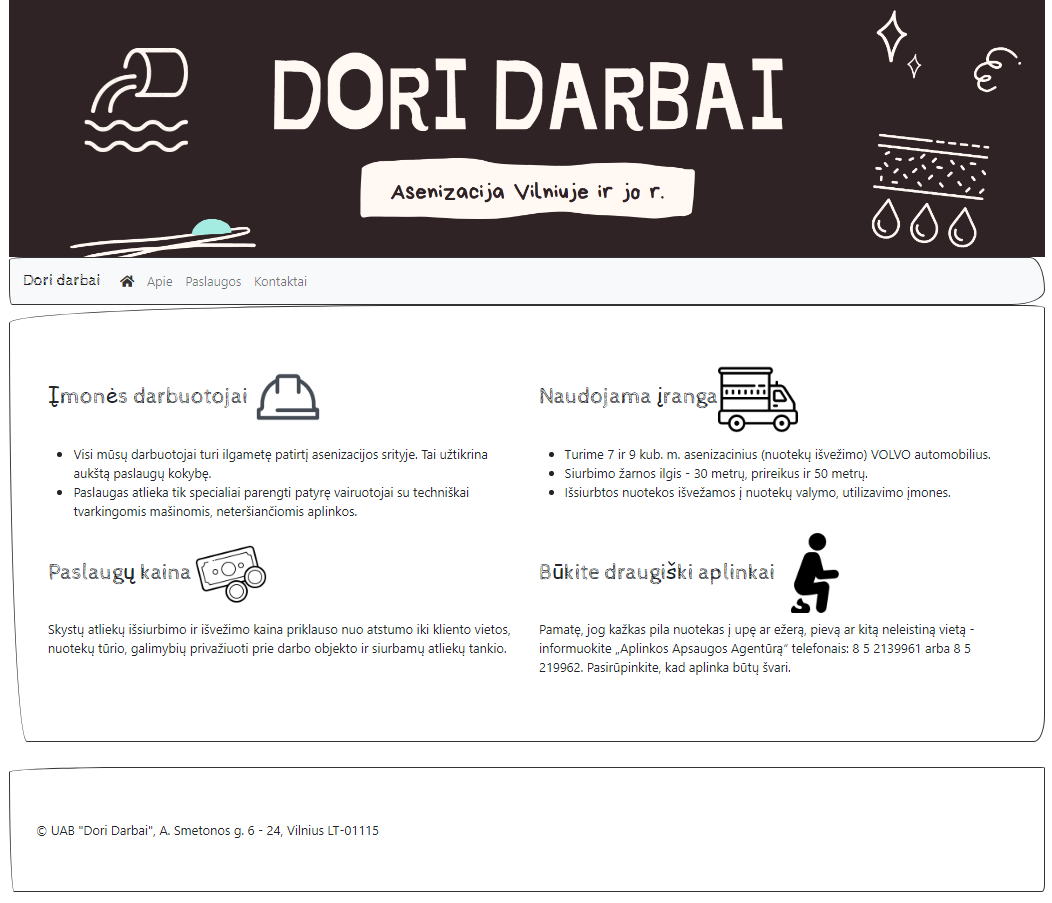 DORI DARBAI
Asenizacija Vilniuje ir jo r.
Dori darbai Apie Paslaugos Kontaktai
Įmonės darbuotojai
Visi mūsų darbuotojai turi ilgametę patirtį asenizacijos srityje. Tai užtikrina
aukštą paslaugų kokybę.
Paslaugas atlieka tik specialiai parengti patyrę vairuotojai su techniškai
tvarkingomis mašinomis, neteršiančiomis aplinkos.
Naudojama įranga
Turime 7 ir 9 kub. m. asenizacinius (nuotekų išvežimo) VOLVO automobilius.
Siurbimo žarnos ilgis - 30 metrų, prireikus ir 50 metrų.
Išsiurbtos nuotekos išvežamos į nuotekų valymo, utilizavimo įmones.
Paslaugų kaina
Skystų atliekų išsiurbimo ir išvežimo kaina priklauso nuo atstumo iki kliento vietos,
nuotekų tūrio, galimybių privažiuoti prie darbo objekto ir siurbamų atliekų tankio.
Būkite draugiški aplinkai
Pamatę, jog kažkas pila nuotekas į upę ar ežerą, pievą ar kitą neleistiną vietą -
informuokite „Aplinkos Apsaugos Agentūrą“ telefonais: 8 5 2139961 arba 8 5
219962. Pasirūpinkite, kad aplinka būtų švari.
© UAB "Dori Darbai", A. Smetonos g. 6 - 24, Vilnius LT-01115